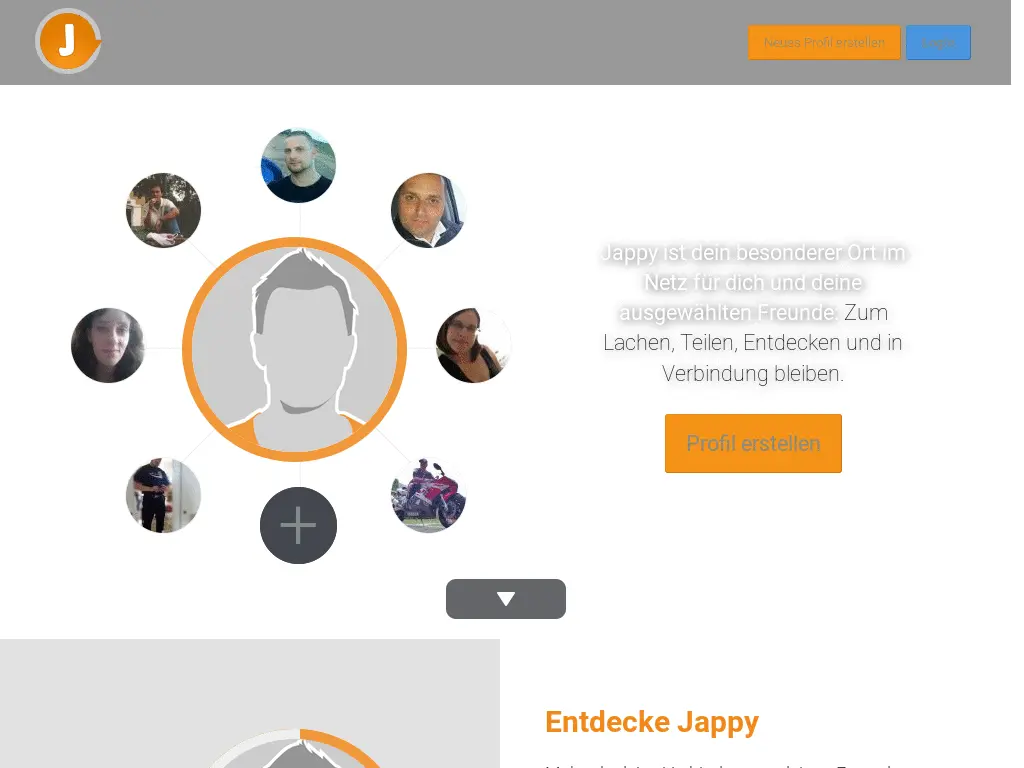 J
Neues Profil erstellen
Login
Jappy ist dein besonderer Ort im
Netz für dich und deine
ausgewählten Freunde: Zum
Lachen, Teilen, Entdecken und in
Verbindung bleiben.
Profil erstellen
Entdecke Jappy